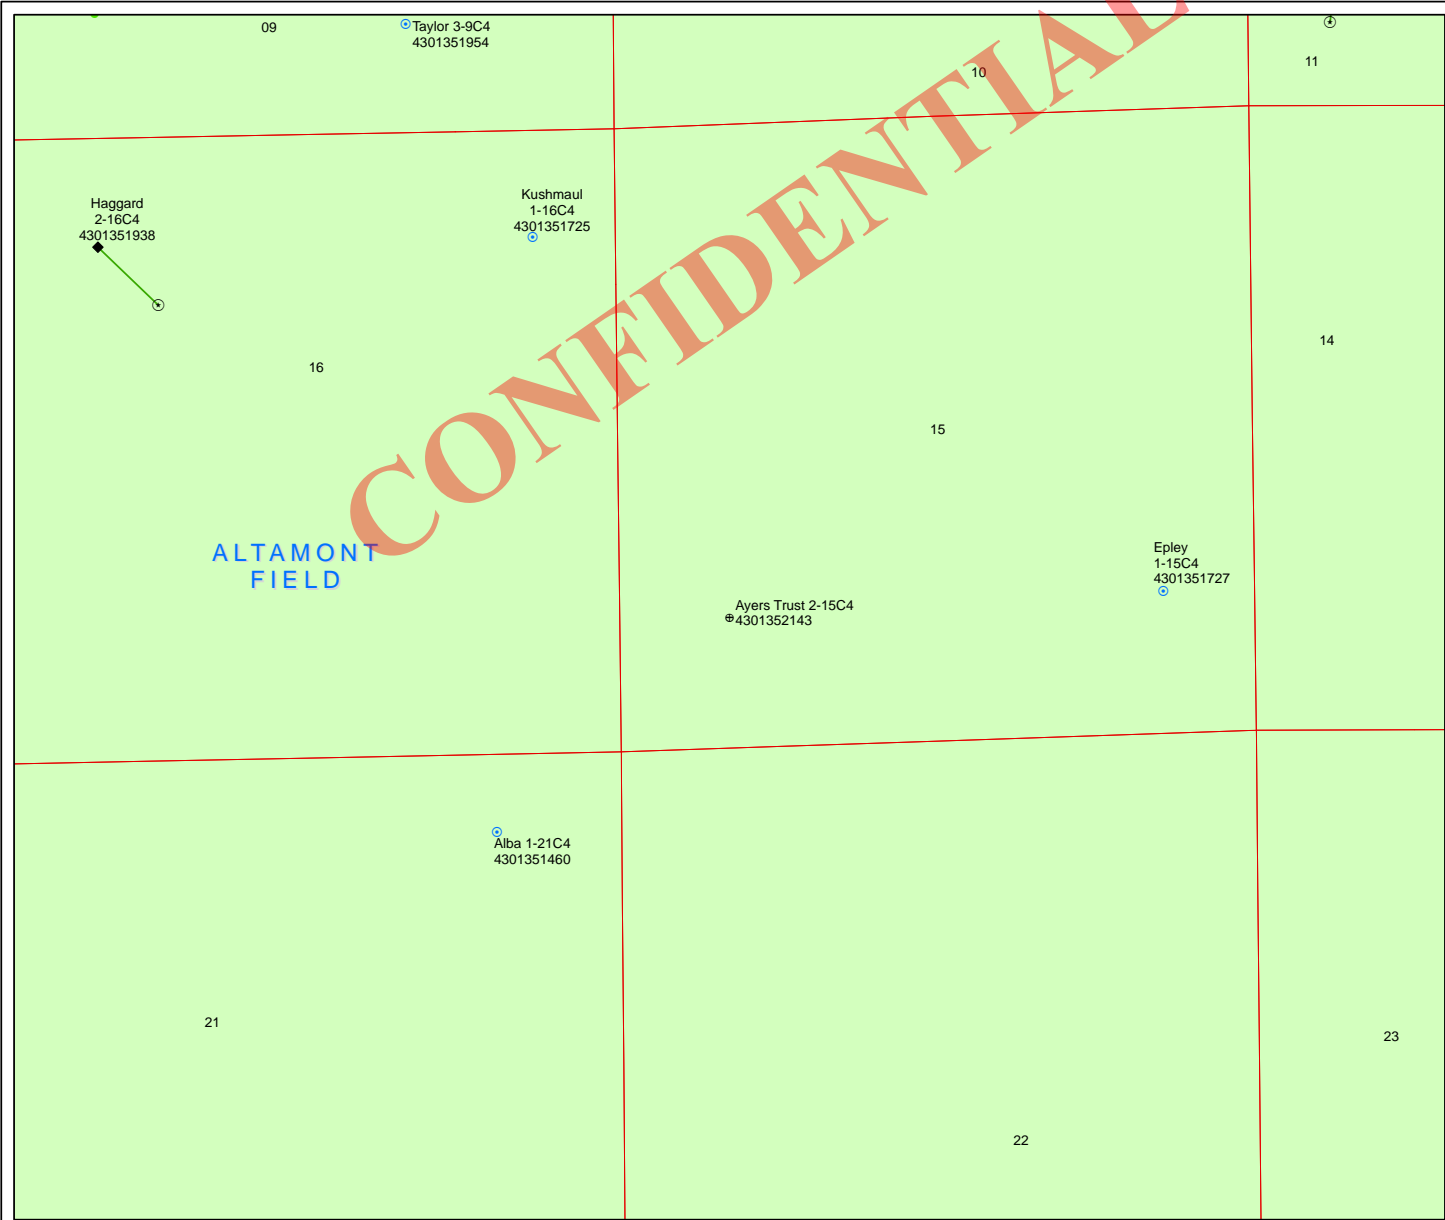 09
Taylor 3-9C4
4301351954
10
11
CONFIDENTIAL
Haggard
2-16C4
4301351938
Kushmaul
1-16C4
4301351725
16
14
15
ALTAMONT
FIELD
Epley
1-15C4
4301351727
Ayers Trust 2-15C4
4301352143
Alba 1-21C4
4301351460
21
23
22